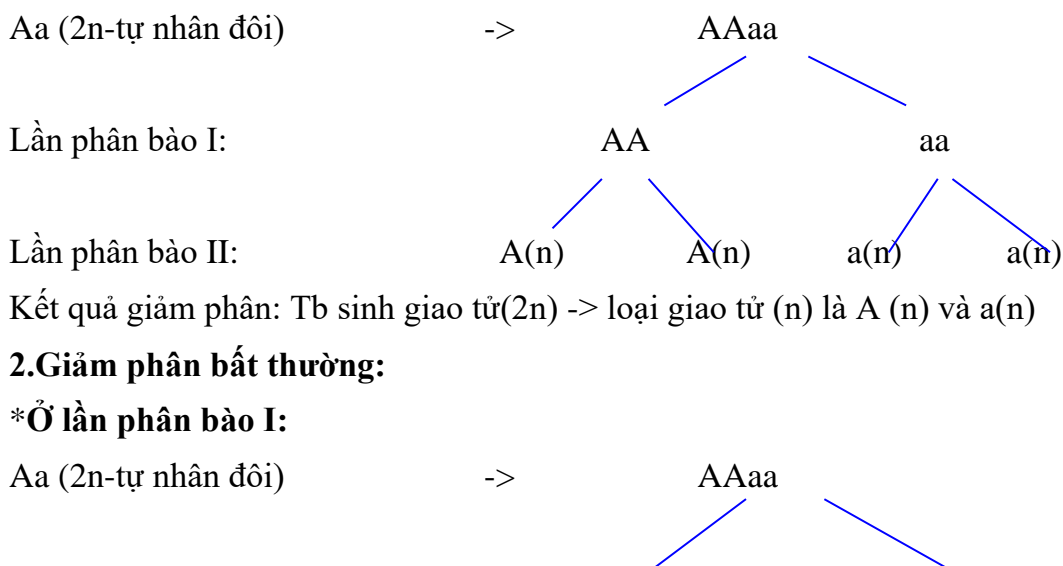 Aa (2n-tự nhân đôi) -> AAaa
Lần phân bào I: AA aa
Lần phân bào II: A(n) A(n) a(n) a(n)
Kết quả giảm phân: Tb sinh giao tử(2n) -> loại giao tử (n) là A (n) và a(n)
2.Giảm phân bất thường:
*Ở lần phân bào I:
Aa (2n-tự nhân đôi) -> AAaa